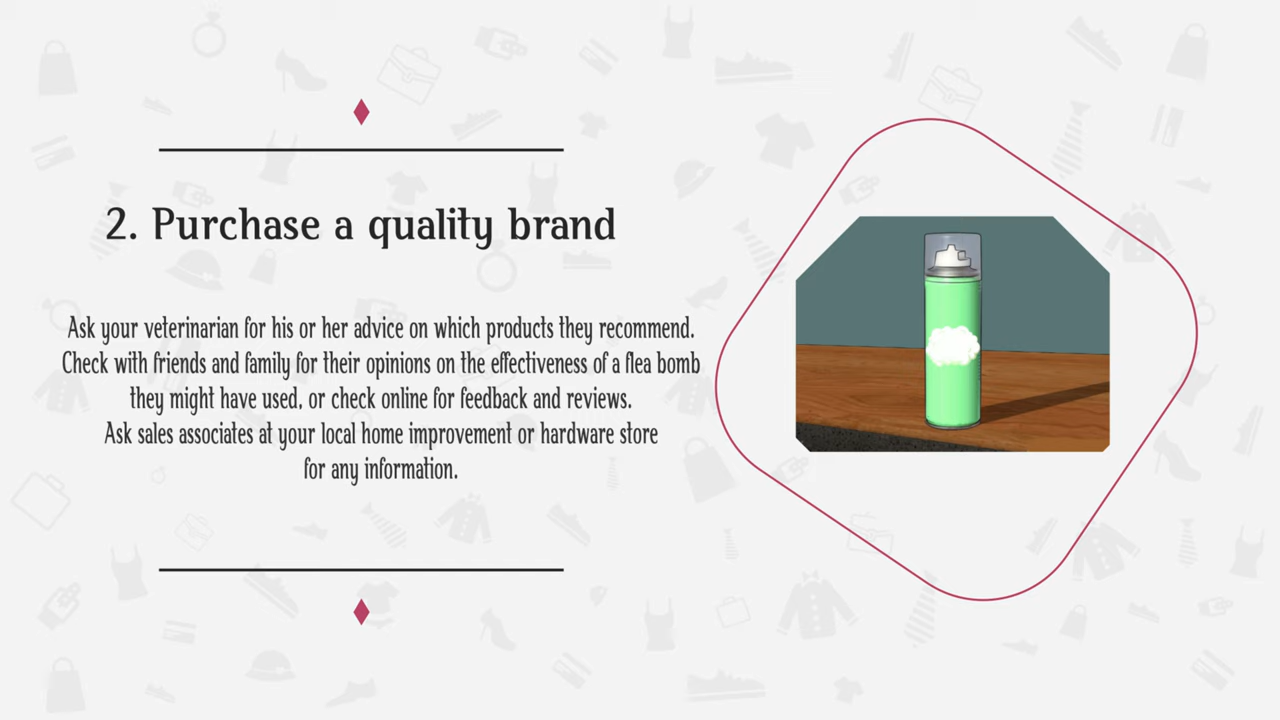 2. Purchase a quality brand
Ask your veterinarian for his or her advice on which products they recommend.
Check with friends and family for their opinions on the effectiveness of a flea bomb
they might have used, or check online for feedback and reviews.
Ask sales associates at your local home improvement or hardware store
for any information.